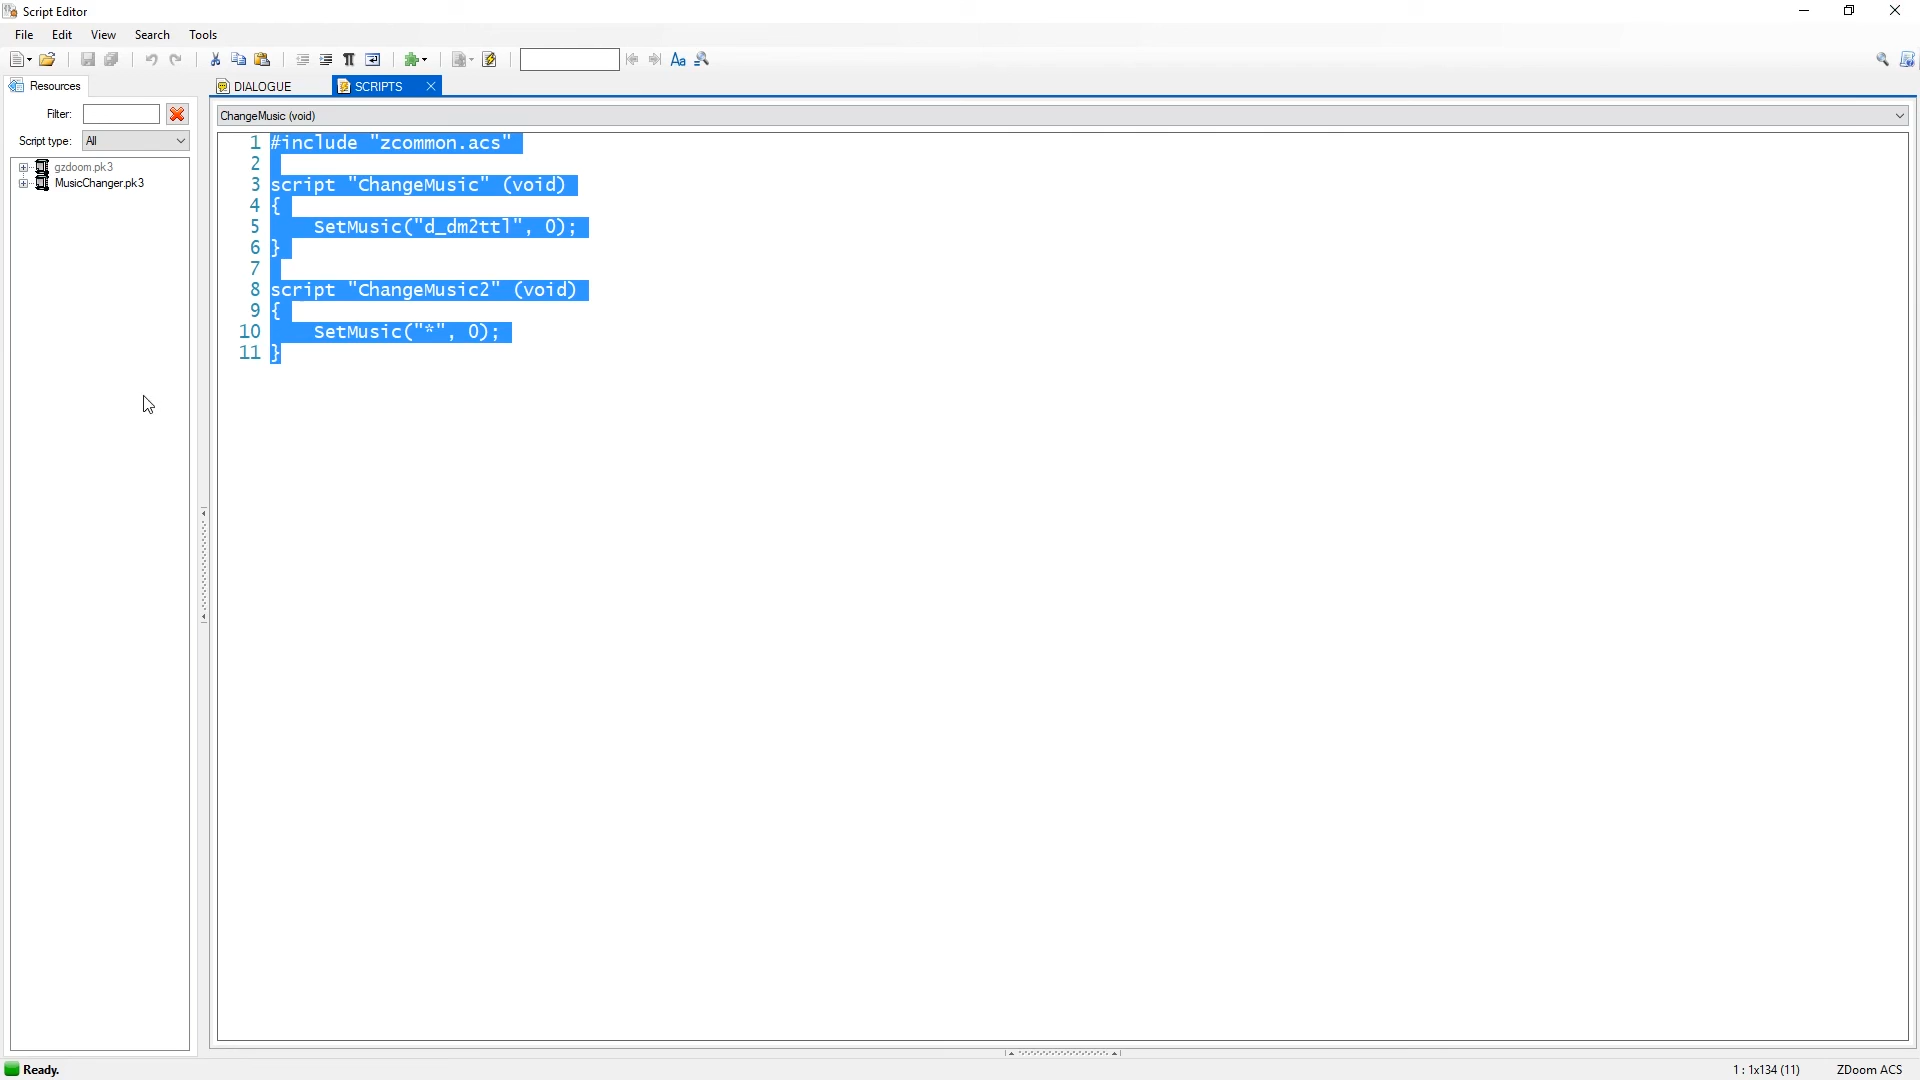 Script Editor
File Edit View Search Tools
Resources
DIALOGUE
SCRIPTS
Filter:
ChangeMusic (void)
Script type: All
gzdoom.pk3
MusicChanger.pk3
1 #include "zcommon.acs"
2
3 script "ChangeMusic" (void)
4 {
5 SetMusic("d_dm2ttl", 0);
6 }
7
8 script "ChangeMusic2" (void)
9 {
10 SetMusic("*", 0);
11 }
Ready.
1 : 1x134 (11)
ZDoom ACS